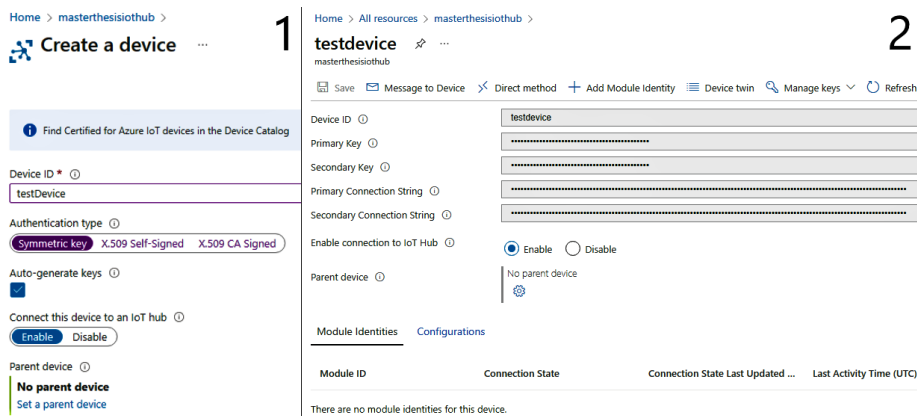 Home > masterthesisiothub >
1
Create a device ...
Find Certified for Azure IoT devices in the Device Catalog
Device ID *
testDevice
Authentication type
Symmetric key X.509 Self-Signed X.509 CA Signed
Auto-generate keys
Connect this device to an IoT hub
Enable Disable
Parent device
No parent device
Set a parent device
Home > All resources > masterthesisiothub >
2
testdevice ...
masterthesisiothub
Save Message to Device Direct method Add Module Identity Device twin Manage keys Refresh
Device ID testdevice
Primary Key
Secondary Key
Primary Connection String
Secondary Connection String
Enable connection to IoT Hub Enable Disable
Parent device No parent device
Module Identities Configurations
Module ID Connection State Connection State Last Updated ... Last Activity Time (UTC)
There are no module identities for this device.